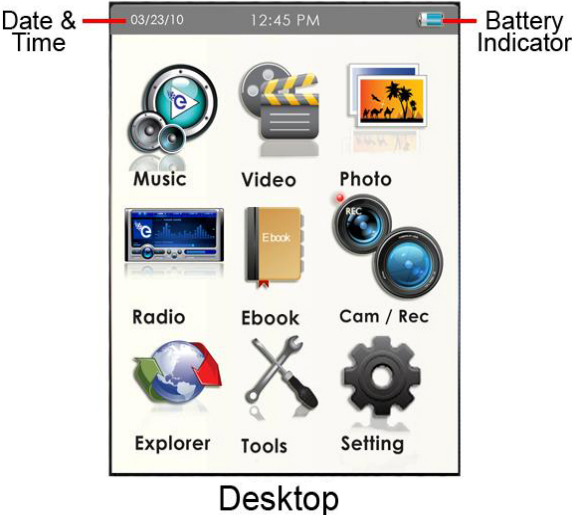 Date & Time
03/23/10
12:45 PM
Battery Indicator
Music
Video
Photo
Ebook
REC
Radio
Ebook
Cam / Rec
Explorer
Tools
Setting
Desktop